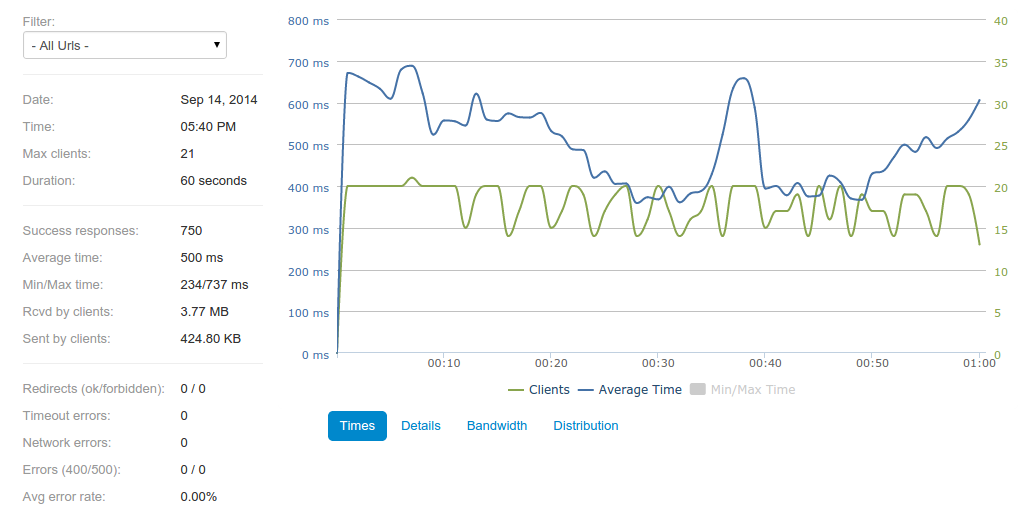 Filter:
- All Urls -
Date: Sep 14, 2014
Time: 05:40 PM
Max clients: 21
Duration: 60 seconds
Success responses: 750
Average time: 500 ms
Min/Max time: 234/737 ms
Rcvd by clients: 3.77 MB
Sent by clients: 424.80 KB
Redirects (ok/forbidden): 0 / 0
Timeout errors: 0
Network errors: 0
Errors (400/500): 0 / 0
Avg error rate: 0.00%
800 ms 40
700 ms 35
600 ms 30
500 ms 25
400 ms 20
300 ms 15
200 ms 10
100 ms 5
0 ms 0
00:10 00:20 00:30 00:40 00:50 01:00
Clients Average Time Min/Max Time
Times Details Bandwidth Distribution